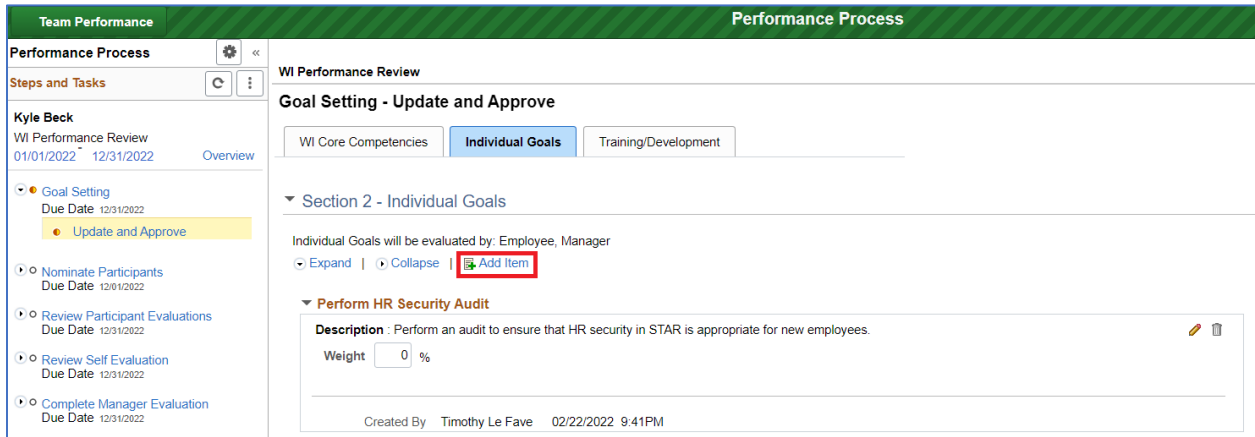 Team Performance
Performance Process
Performance Process
«
Steps and Tasks
Kyle Beck
WI Performance Review
01/01/2022 - 12/31/2022 Overview
Goal Setting
Due Date 12/31/2022
Update and Approve
Nominate Participants
Due Date 12/01/2022
Review Participant Evaluations
Due Date 12/31/2022
Review Self Evaluation
Due Date 12/31/2022
Complete Manager Evaluation
Due Date 12/31/2022
WI Performance Review
Goal Setting - Update and Approve
WI Core Competencies Individual Goals Training/Development
Section 2 - Individual Goals
Individual Goals will be evaluated by: Employee, Manager
Expand | Collapse | Add Item
Perform HR Security Audit
Description : Perform an audit to ensure that HR security in STAR is appropriate for new employees.
Weight 0 %
Created By Timothy Le Fave 02/22/2022 9:41PM